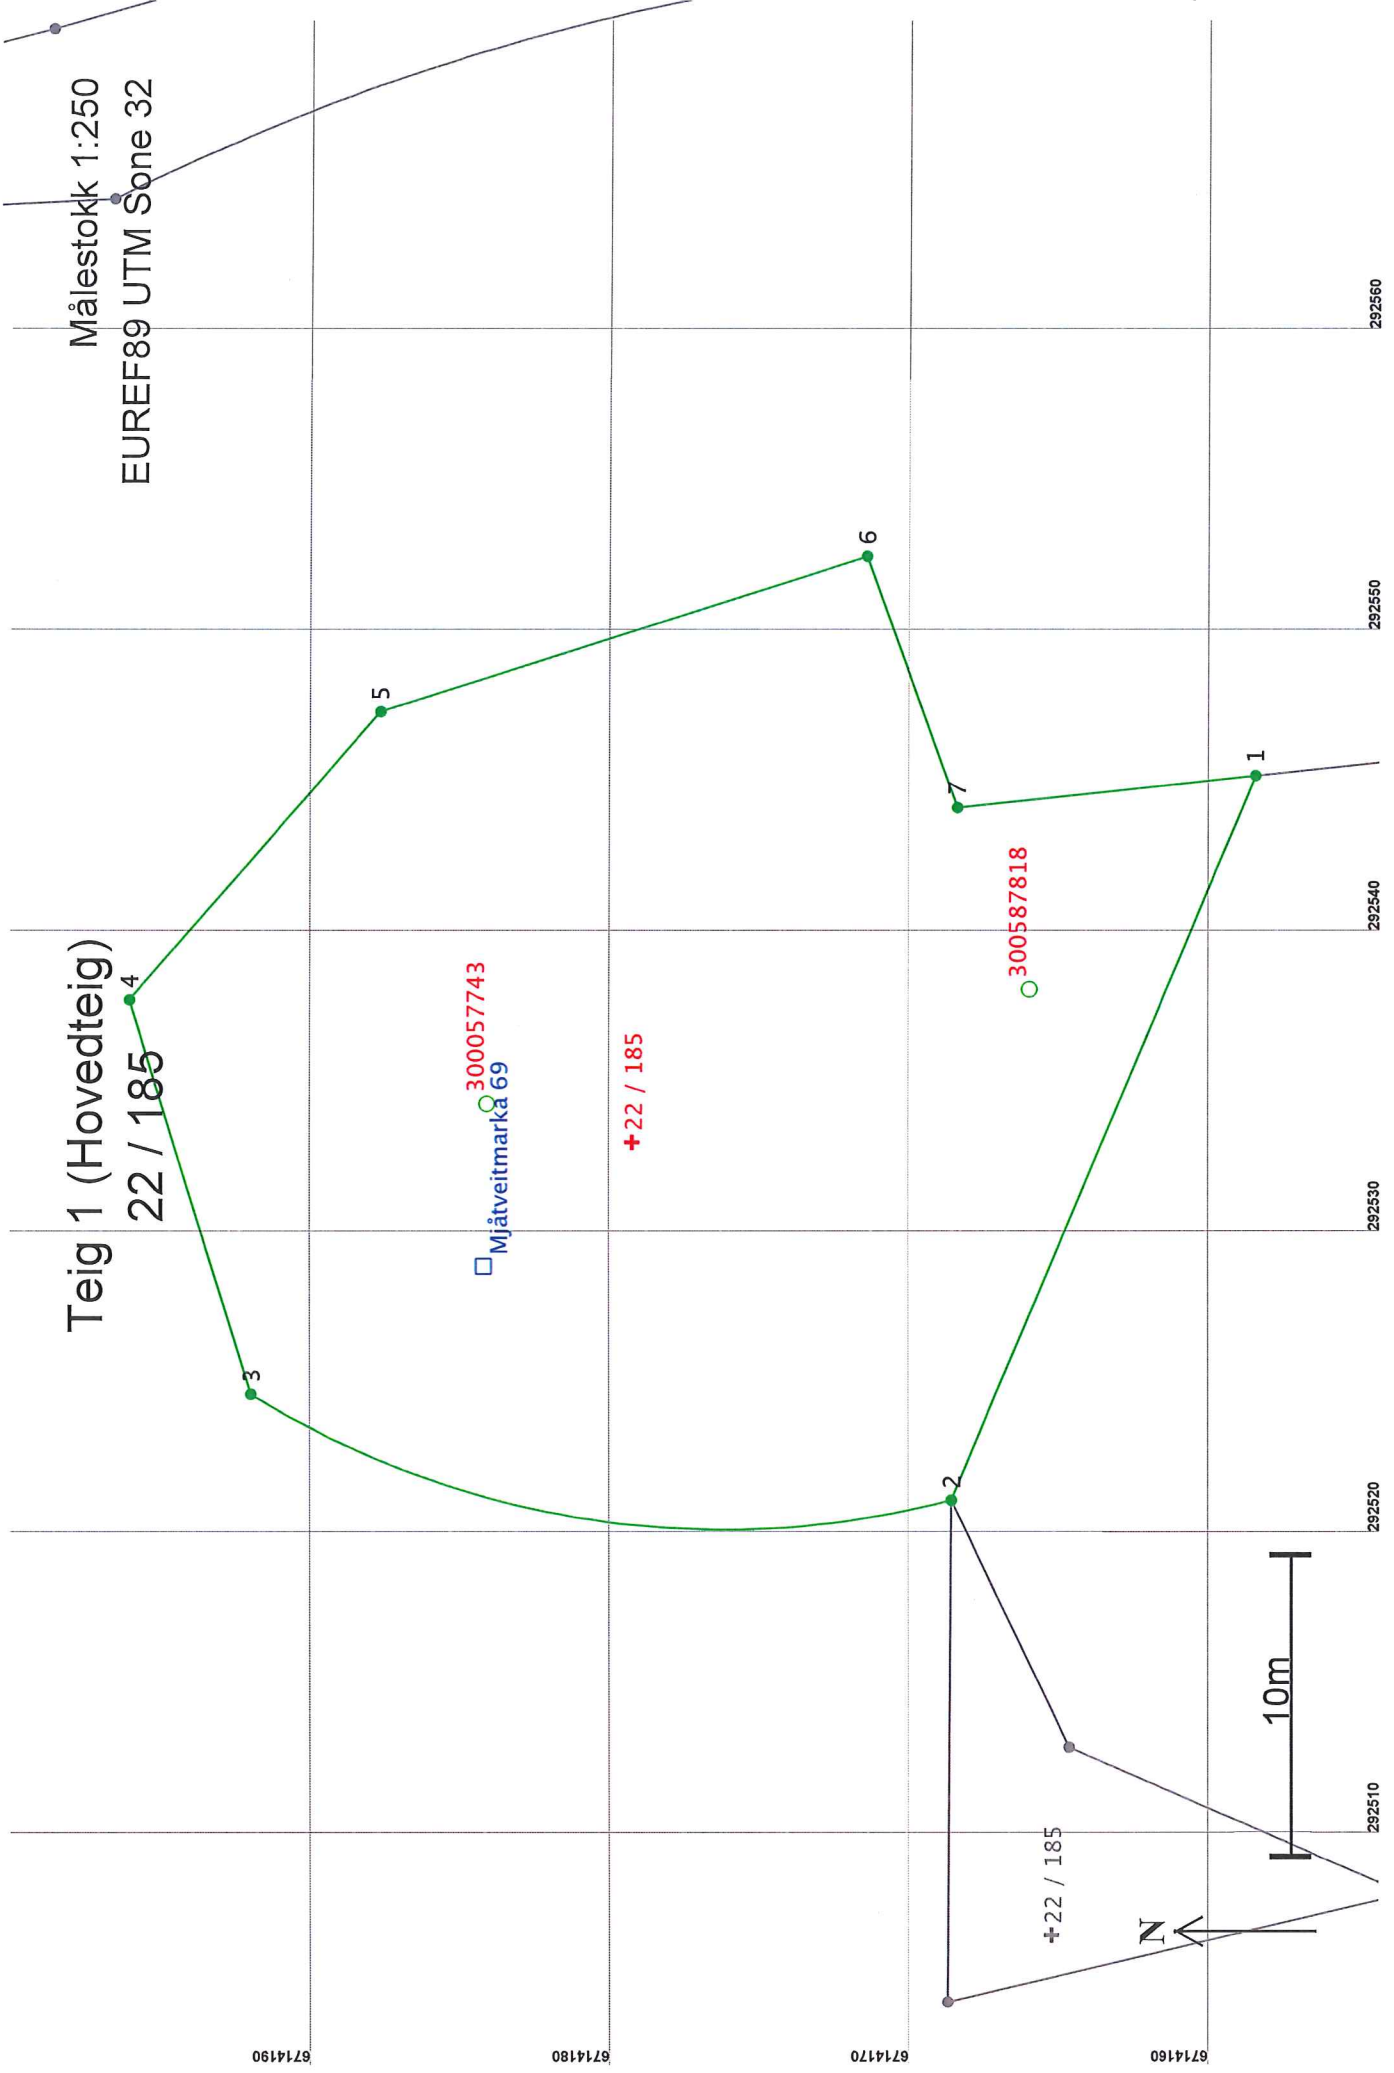 Målestokk 1:250
EUREF89 UTM Sone 32
Teig 1 (Hovedteig)
22 / 185
4
3
5
300057743
Mjåtveitmarka 69
22 / 185
6
7
300587818
1
2
22 / 185
N
10m
6714190
6714180
6714170
6714160
292510
292520
292530
292540
292550
292560